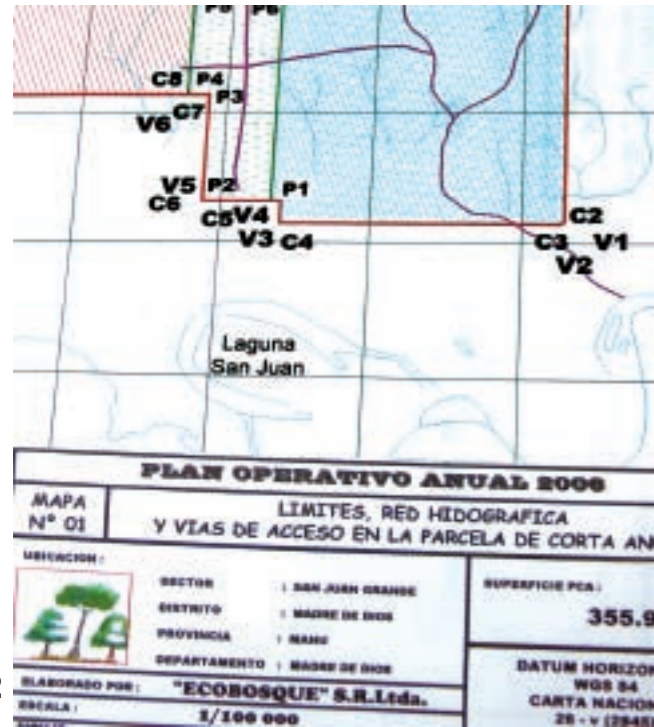 P6
C8 P4
P3
C7
V6
V5 P2 P1
C6
C5 V4 C2
V3 C4 C3 V1
V2
Laguna
San Juan
PLAN OPERATIVO ANUAL 2006
MAPA
N° 01
LIMITES, RED HIDOGRAFICA
Y VIAS DE ACCESO EN LA PARCELA DE CORTA AN
UBICACION :
SECTOR : SAN JUAN GRANDE
DISTRITO : MADRE DE DIOS
PROVINCIA : MANU
DEPARTAMENTO : MADRE DE DIOS
SUPERFICIE PCA :
355.9
ELABORADO POR : "ECOBOSQUE" S.R.Ltda.
ESCALA : 1/100 000
DATUM HORIZON
WGS 84
CARTA NACION